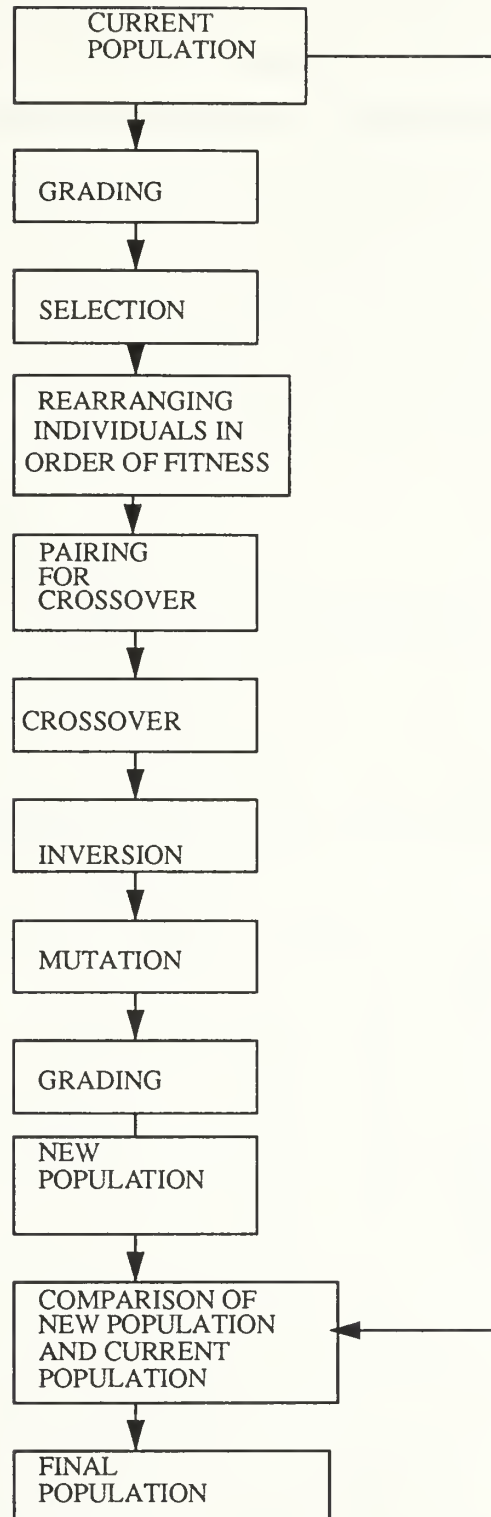 CURRENT
POPULATION
GRADING
SELECTION
REARRANGING
INDIVIDUALS IN
ORDER OF FITNESS
PAIRING
FOR
CROSSOVER
CROSSOVER
INVERSION
MUTATION
GRADING
NEW
POPULATION
COMPARISON OF
NEW POPULATION
AND CURRENT
POPULATION
FINAL
POPULATION